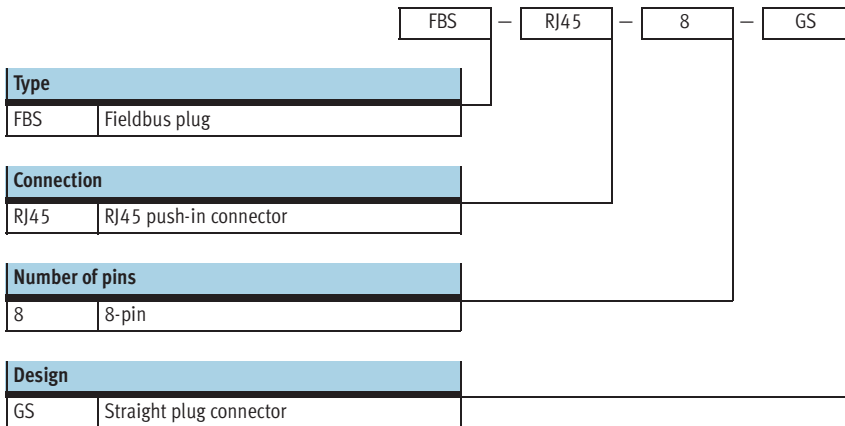 FBS – RJ45 – 8 – GS
Type
FBS Fieldbus plug
Connection
RJ45 RJ45 push-in connector
Number of pins
8 8-pin
Design
GS Straight plug connector